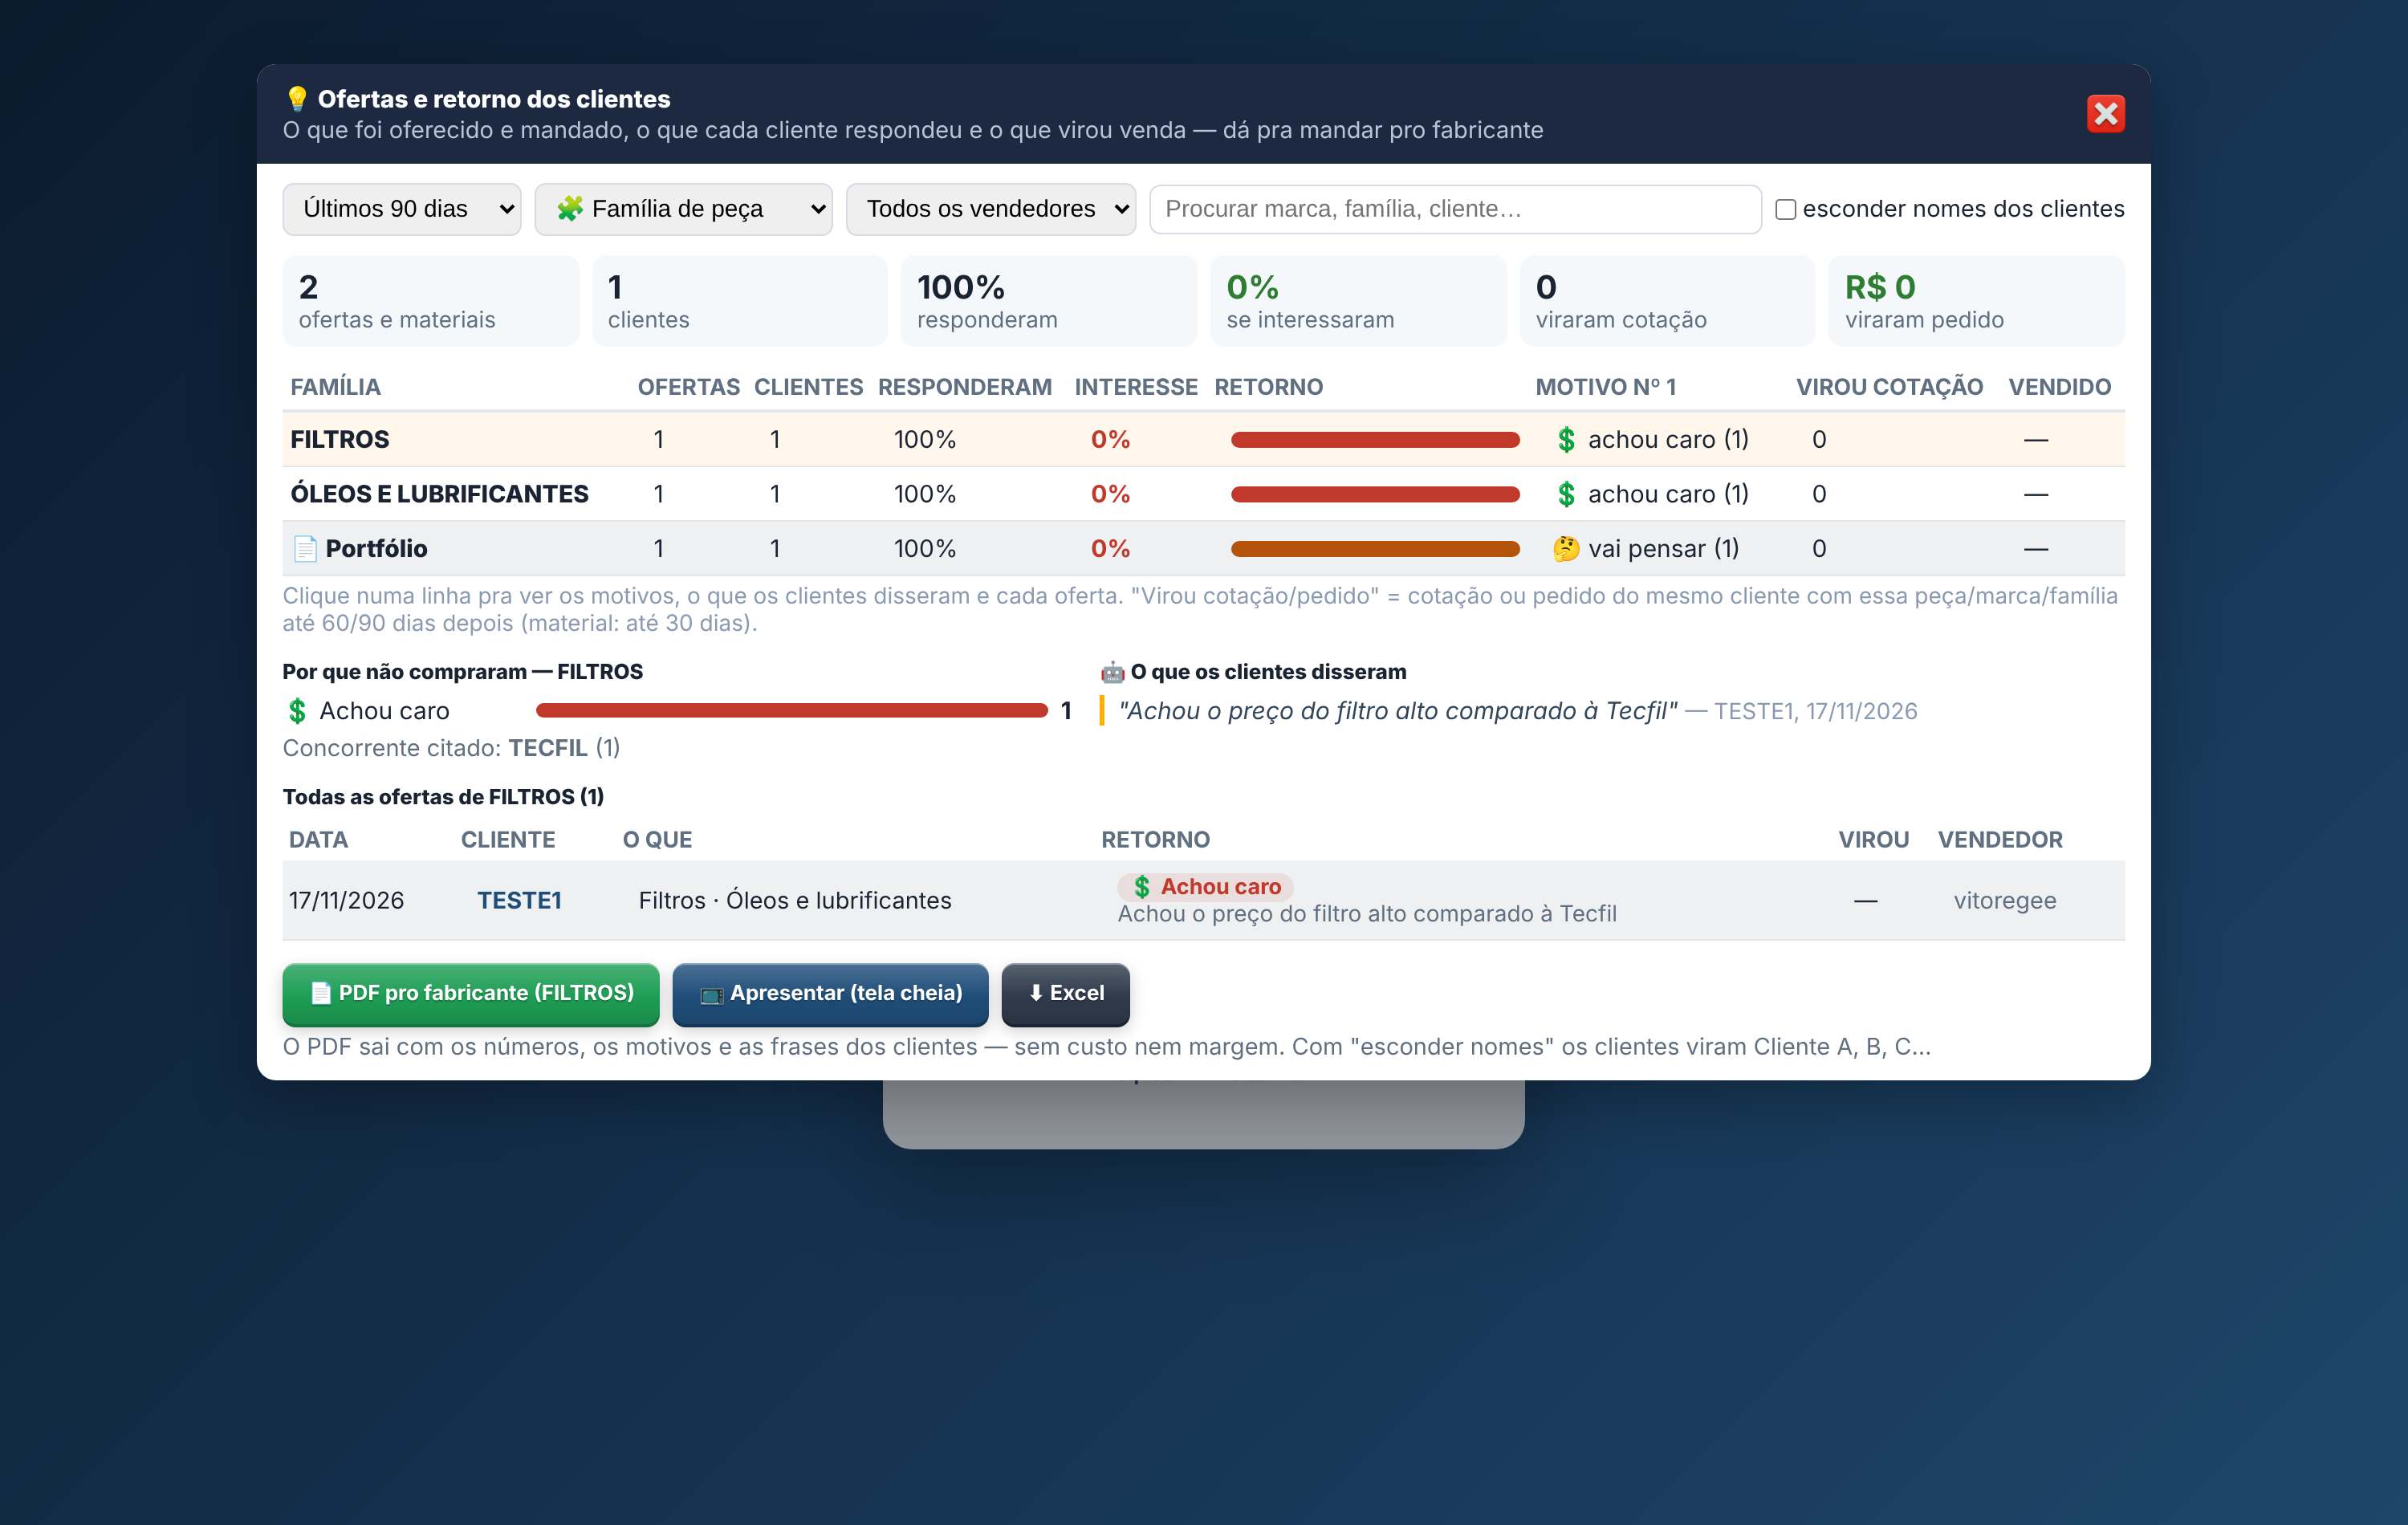 💡 Ofertas e retorno dos clientes
O que foi oferecido e mandado, o que cada cliente respondeu e o que virou venda — dá pra mandar pro fabricante
Últimos 90 dias 🧩 Família de peça Todos os vendedores Procurar marca, família, cliente… esconder nomes dos clientes
2 1 100% 0% 0 R$ 0
ofertas e materiais clientes responderam se interessaram viraram cotação viraram pedido
FAMÍLIA OFERTAS CLIENTES RESPONDERAM INTERESSE RETORNO MOTIVO Nº 1 VIROU COTAÇÃO VENDIDO
FILTROS 1 1 100% 0% 💲 achou caro (1) 0 —
ÓLEOS E LUBRIFICANTES 1 1 100% 0% 💲 achou caro (1) 0 —
📄 Portfólio 1 1 100% 0% 🤔 vai pensar (1) 0 —
Clique numa linha pra ver os motivos, o que os clientes disseram e cada oferta. "Virou cotação/pedido" = cotação ou pedido do mesmo cliente com essa peça/marca/família
até 60/90 dias depois (material: até 30 dias).
Por que não compraram — FILTROS
💲 Achou caro 1
Concorrente citado: TECFIL (1)
🤖 O que os clientes disseram
"Achou o preço do filtro alto comparado à Tecfil" — TESTE1, 17/11/2026
Todas as ofertas de FILTROS (1)
DATA CLIENTE O QUE RETORNO VIROU VENDEDOR
17/11/2026 TESTE1 Filtros · Óleos e lubrificantes 💲 Achou caro — vitoregee
Achou o preço do filtro alto comparado à Tecfil
📄 PDF pro fabricante (FILTROS) 📺 Apresentar (tela cheia) ⬇ Excel
O PDF sai com os números, os motivos e as frases dos clientes — sem custo nem margem. Com "esconder nomes" os clientes viram Cliente A, B, C…